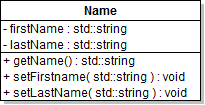 Name
- firstName : std::string
- lastName : std::string
+ getName() : std::string
+ setFirstname( std::string ) : void
+ setLastName( std::string ) : void